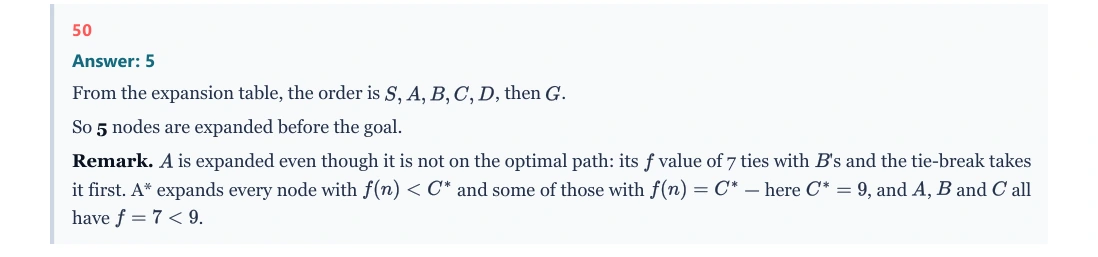 50
Answer: 5
From the expansion table, the order is S, A, B, C, D, then G.
So 5 nodes are expanded before the goal.
Remark. A is expanded even though it is not on the optimal path: its f value of 7 ties with B's and the tie-break takes
it first. A* expands every node with f(n) < C* and some of those with f(n) = C* — here C* = 9, and A, B and C all
have f = 7 < 9.